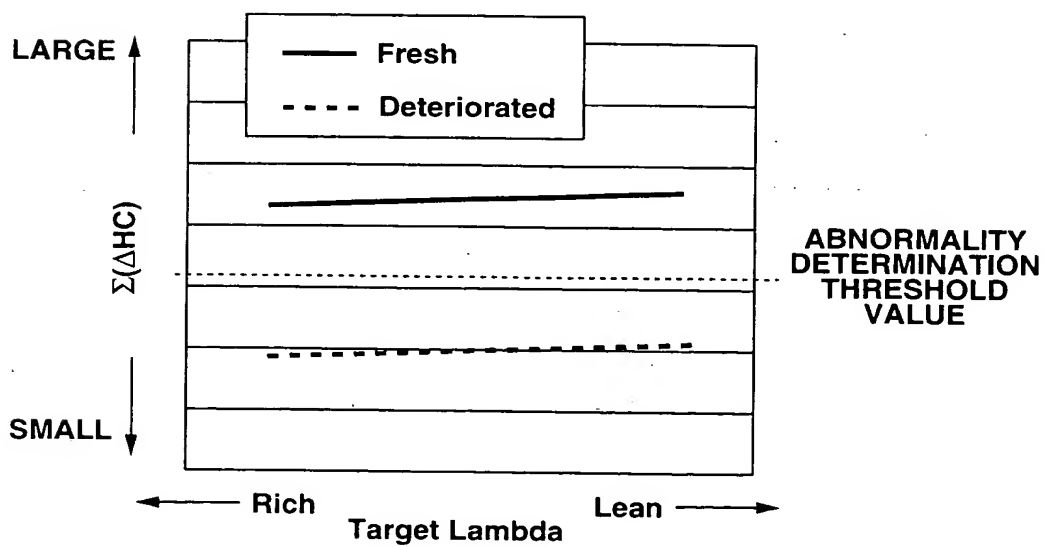 LARGE
Fresh
Deteriorated
Σ(ΔHC)
ABNORMALITY
DETERMINATION
THRESHOLD
VALUE
SMALL
Rich
Lean
Target Lambda